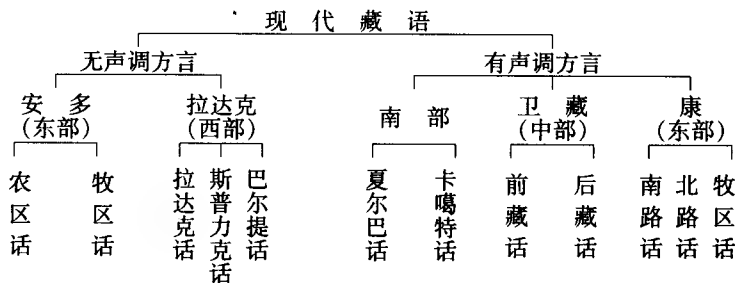 现代藏语
无声调方言
有声调方言
安多
(东部)
拉达克
(西部)
南部
卫藏
(中部)
康
(东部)
农区话
牧区话
拉达克话
斯普力克话
巴尔提话
夏尔巴话
卡噶特话
前藏话
后藏话
南路话
北路话
牧区话